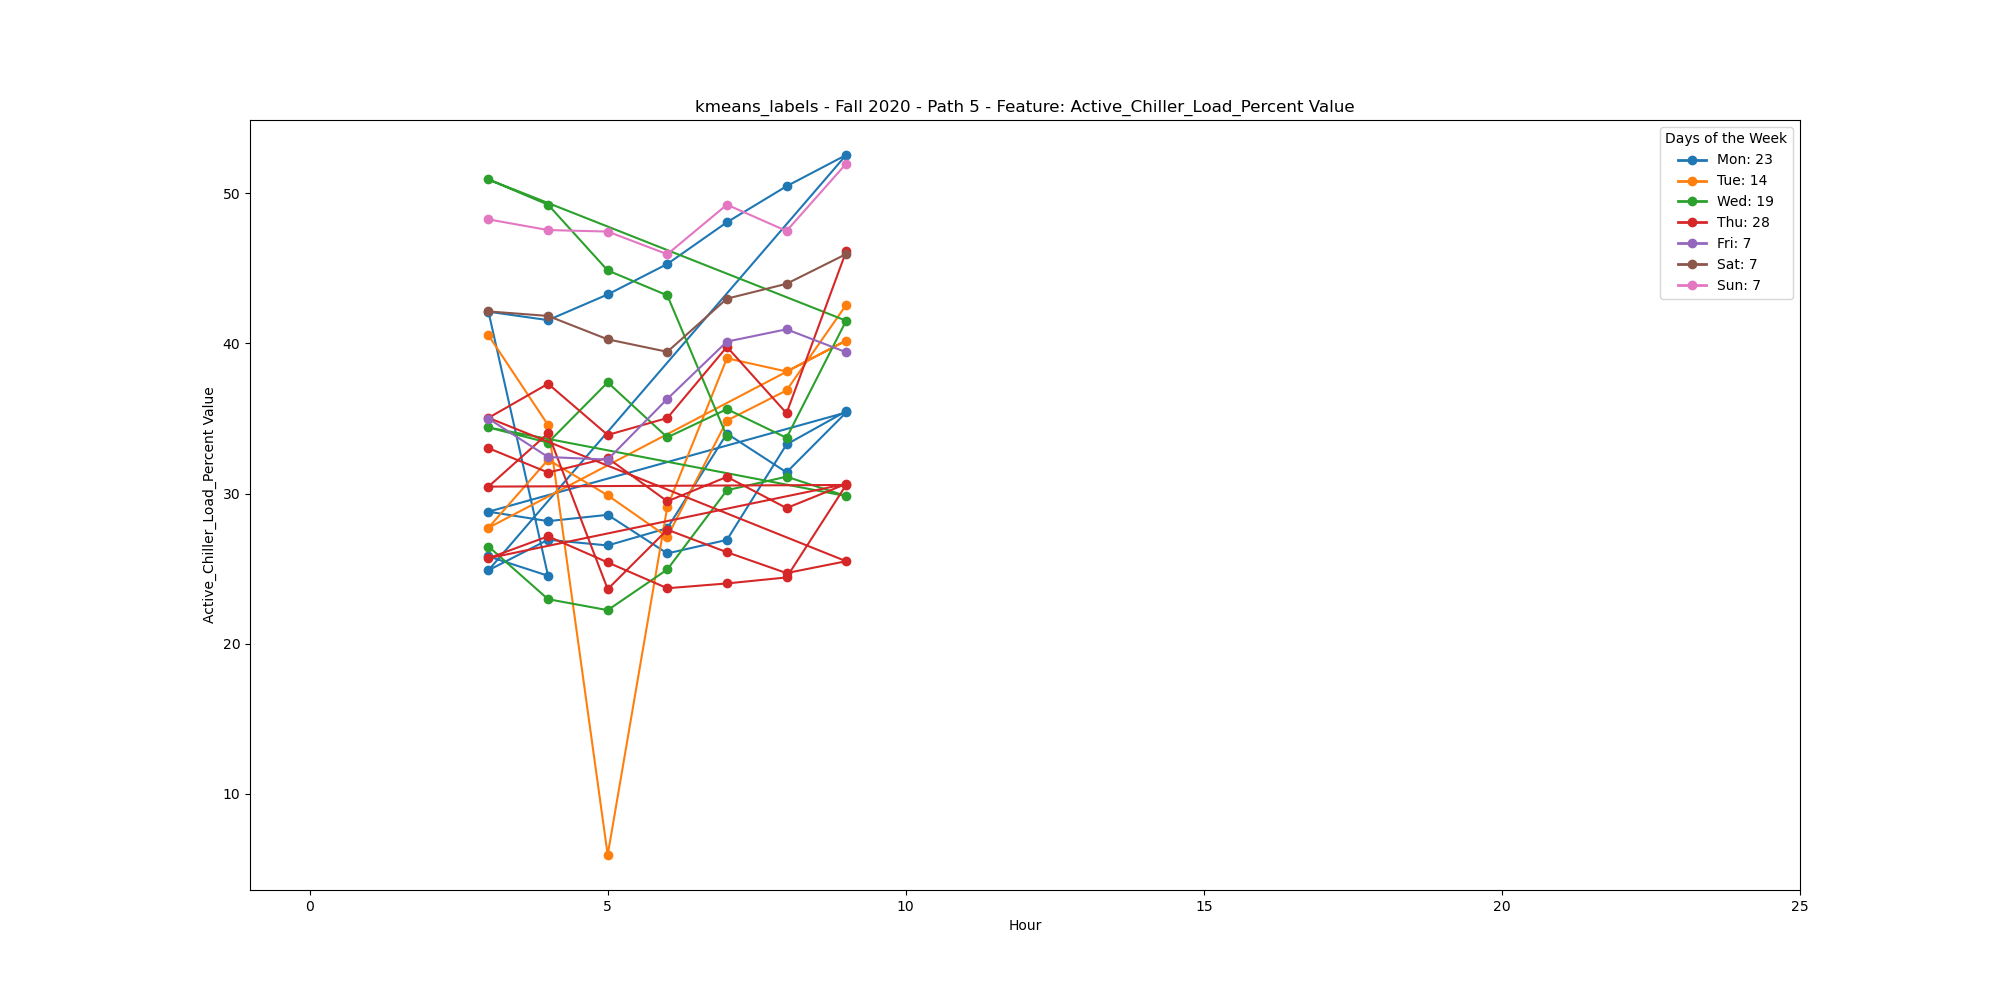 kmeans_labels - Fall 2020 - Path 5 - Feature: Active_Chiller_Load_Percent Value
Days of the Week
Mon: 23
Tue: 14
Wed: 19
Thu: 28
Fri: 7
Sat: 7
Sun: 7
Active_Chiller_Load_Percent Value
50
40
30
20
10
0 5 10 15 20 25
Hour